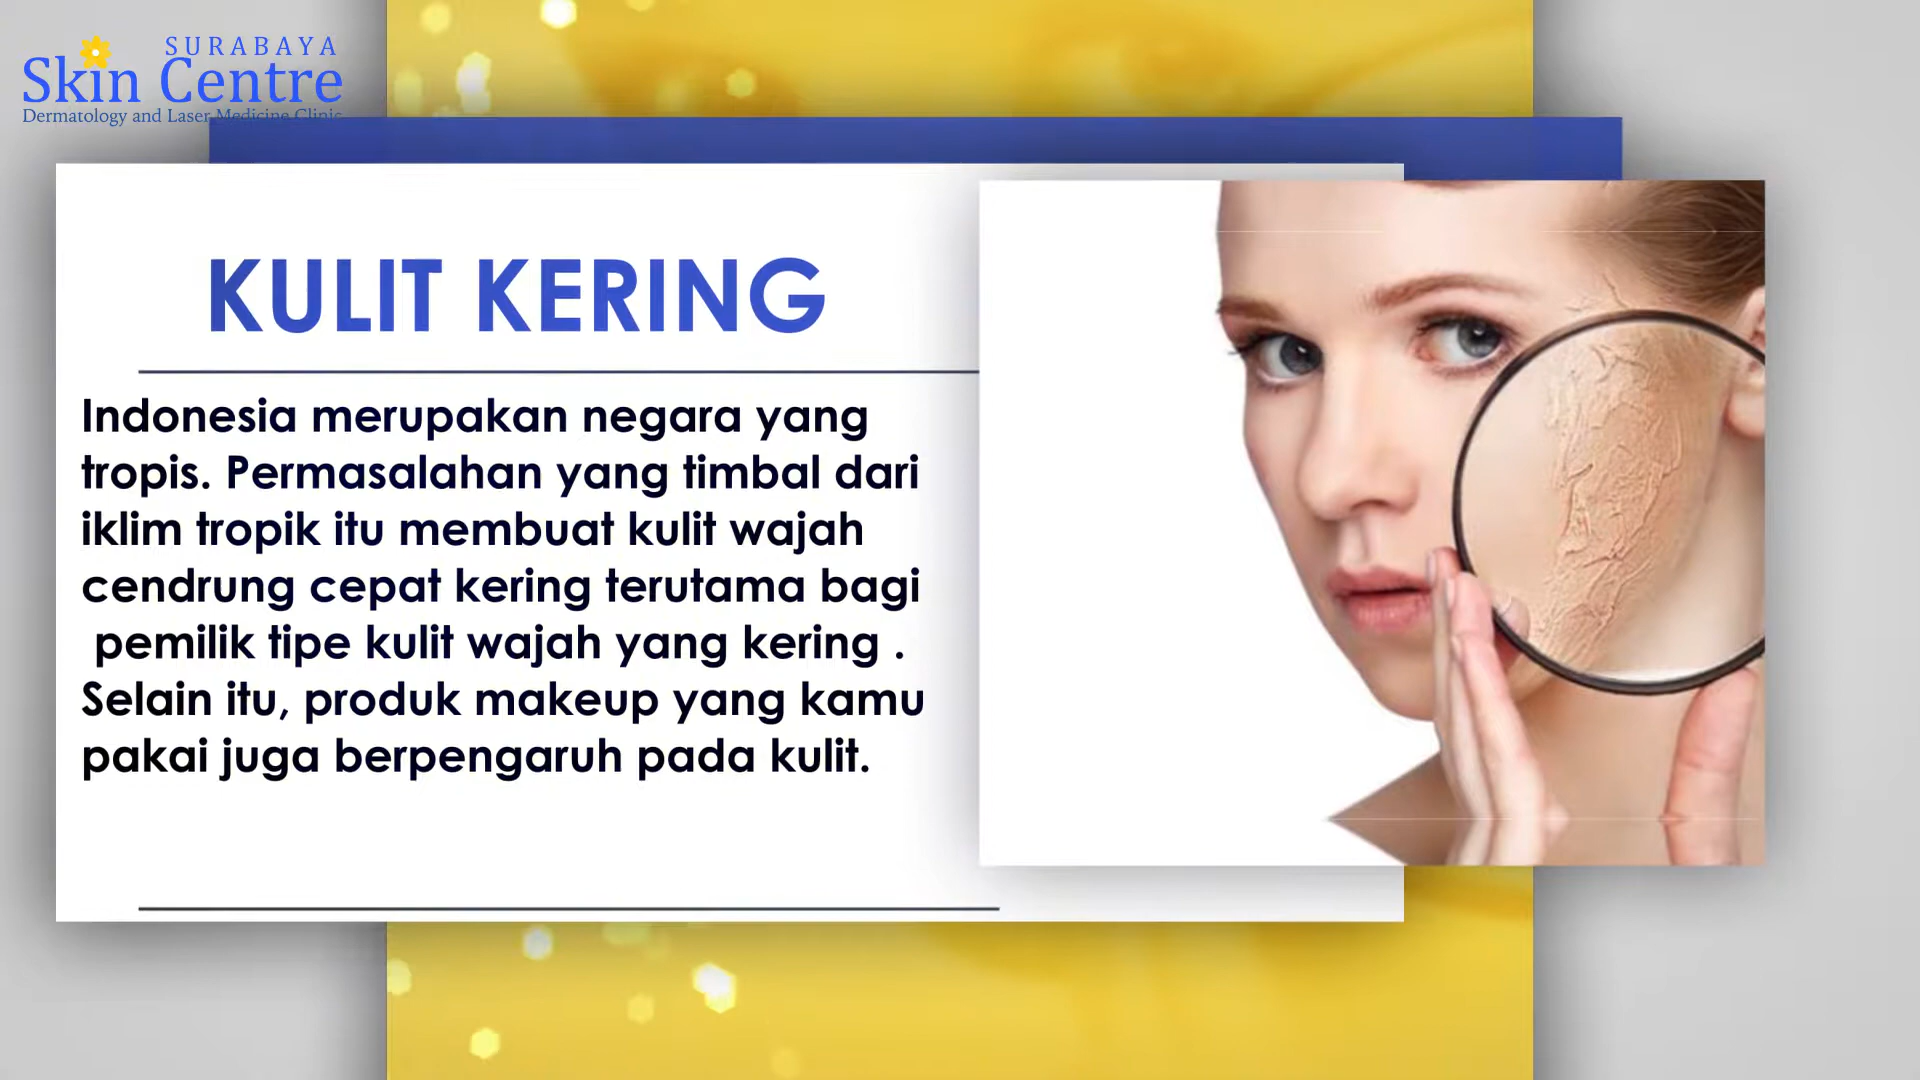 SURABAYA
Skin Centre
Dermatology and Laser Medicine Clinic
KULIT KERING
Indonesia merupakan negara yang
tropis. Permasalahan yang timbal dari
iklim tropik itu membuat kulit wajah
cendrung cepat kering terutama bagi
pemilik tipe kulit wajah yang kering .
Selain itu, produk makeup yang kamu
pakai juga berpengaruh pada kulit.